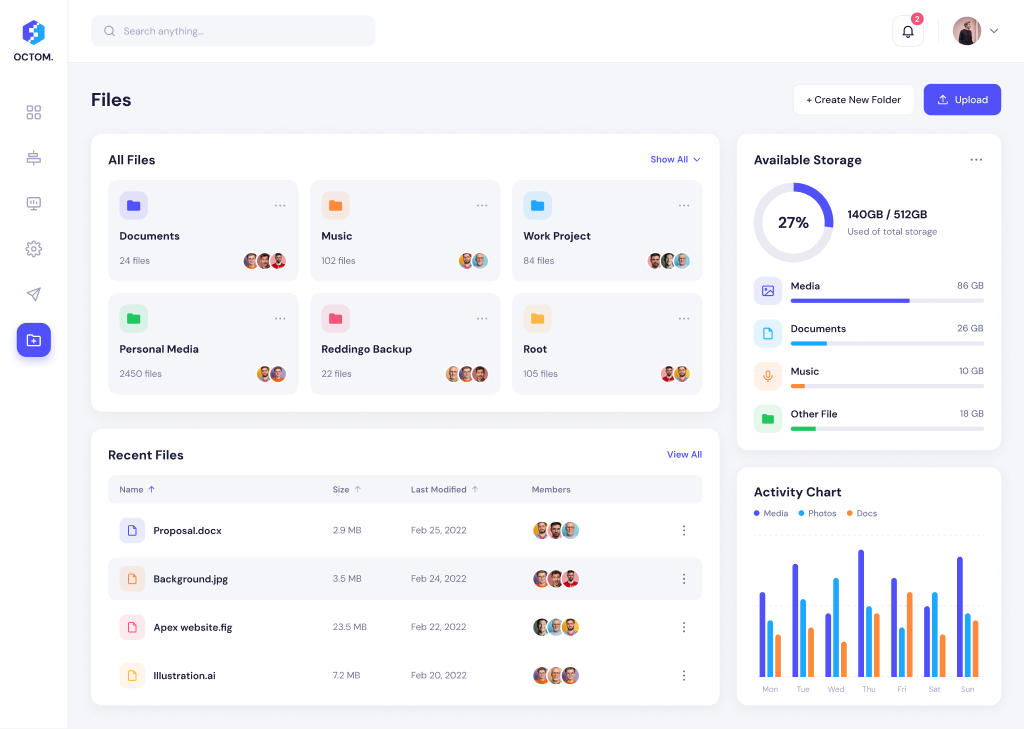 OCTOM.
Search anything...
2
Files
+ Create New Folder
Upload
All Files
Show All
Documents
24 files
Music
102 files
Work Project
84 files
Personal Media
2450 files
Reddingo Backup
22 files
Root
105 files
Recent Files
View All
Name
Size
Last Modified
Members
Proposal.docx
2.9 MB
Feb 25, 2022
Background.jpg
3.5 MB
Feb 24, 2022
Apex website.fig
23.5 MB
Feb 22, 2022
Illustration.ai
7.2 MB
Feb 20, 2022
Available Storage
27%
140GB / 512GB
Used of total storage
Media
86 GB
Documents
26 GB
Music
10 GB
Other File
18 GB
Activity Chart
Media
Photos
Docs
Mon
Tue
Wed
Thu
Fri
Sat
Sun